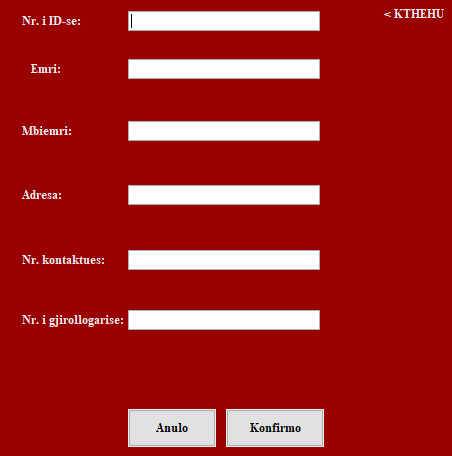 Nr. i ID-se:
< KTHEHU
Emri:
Mbiemri:
Adresa:
Nr. kontaktues:
Nr. i gjirollogarise:
Anulo
Konfirmo